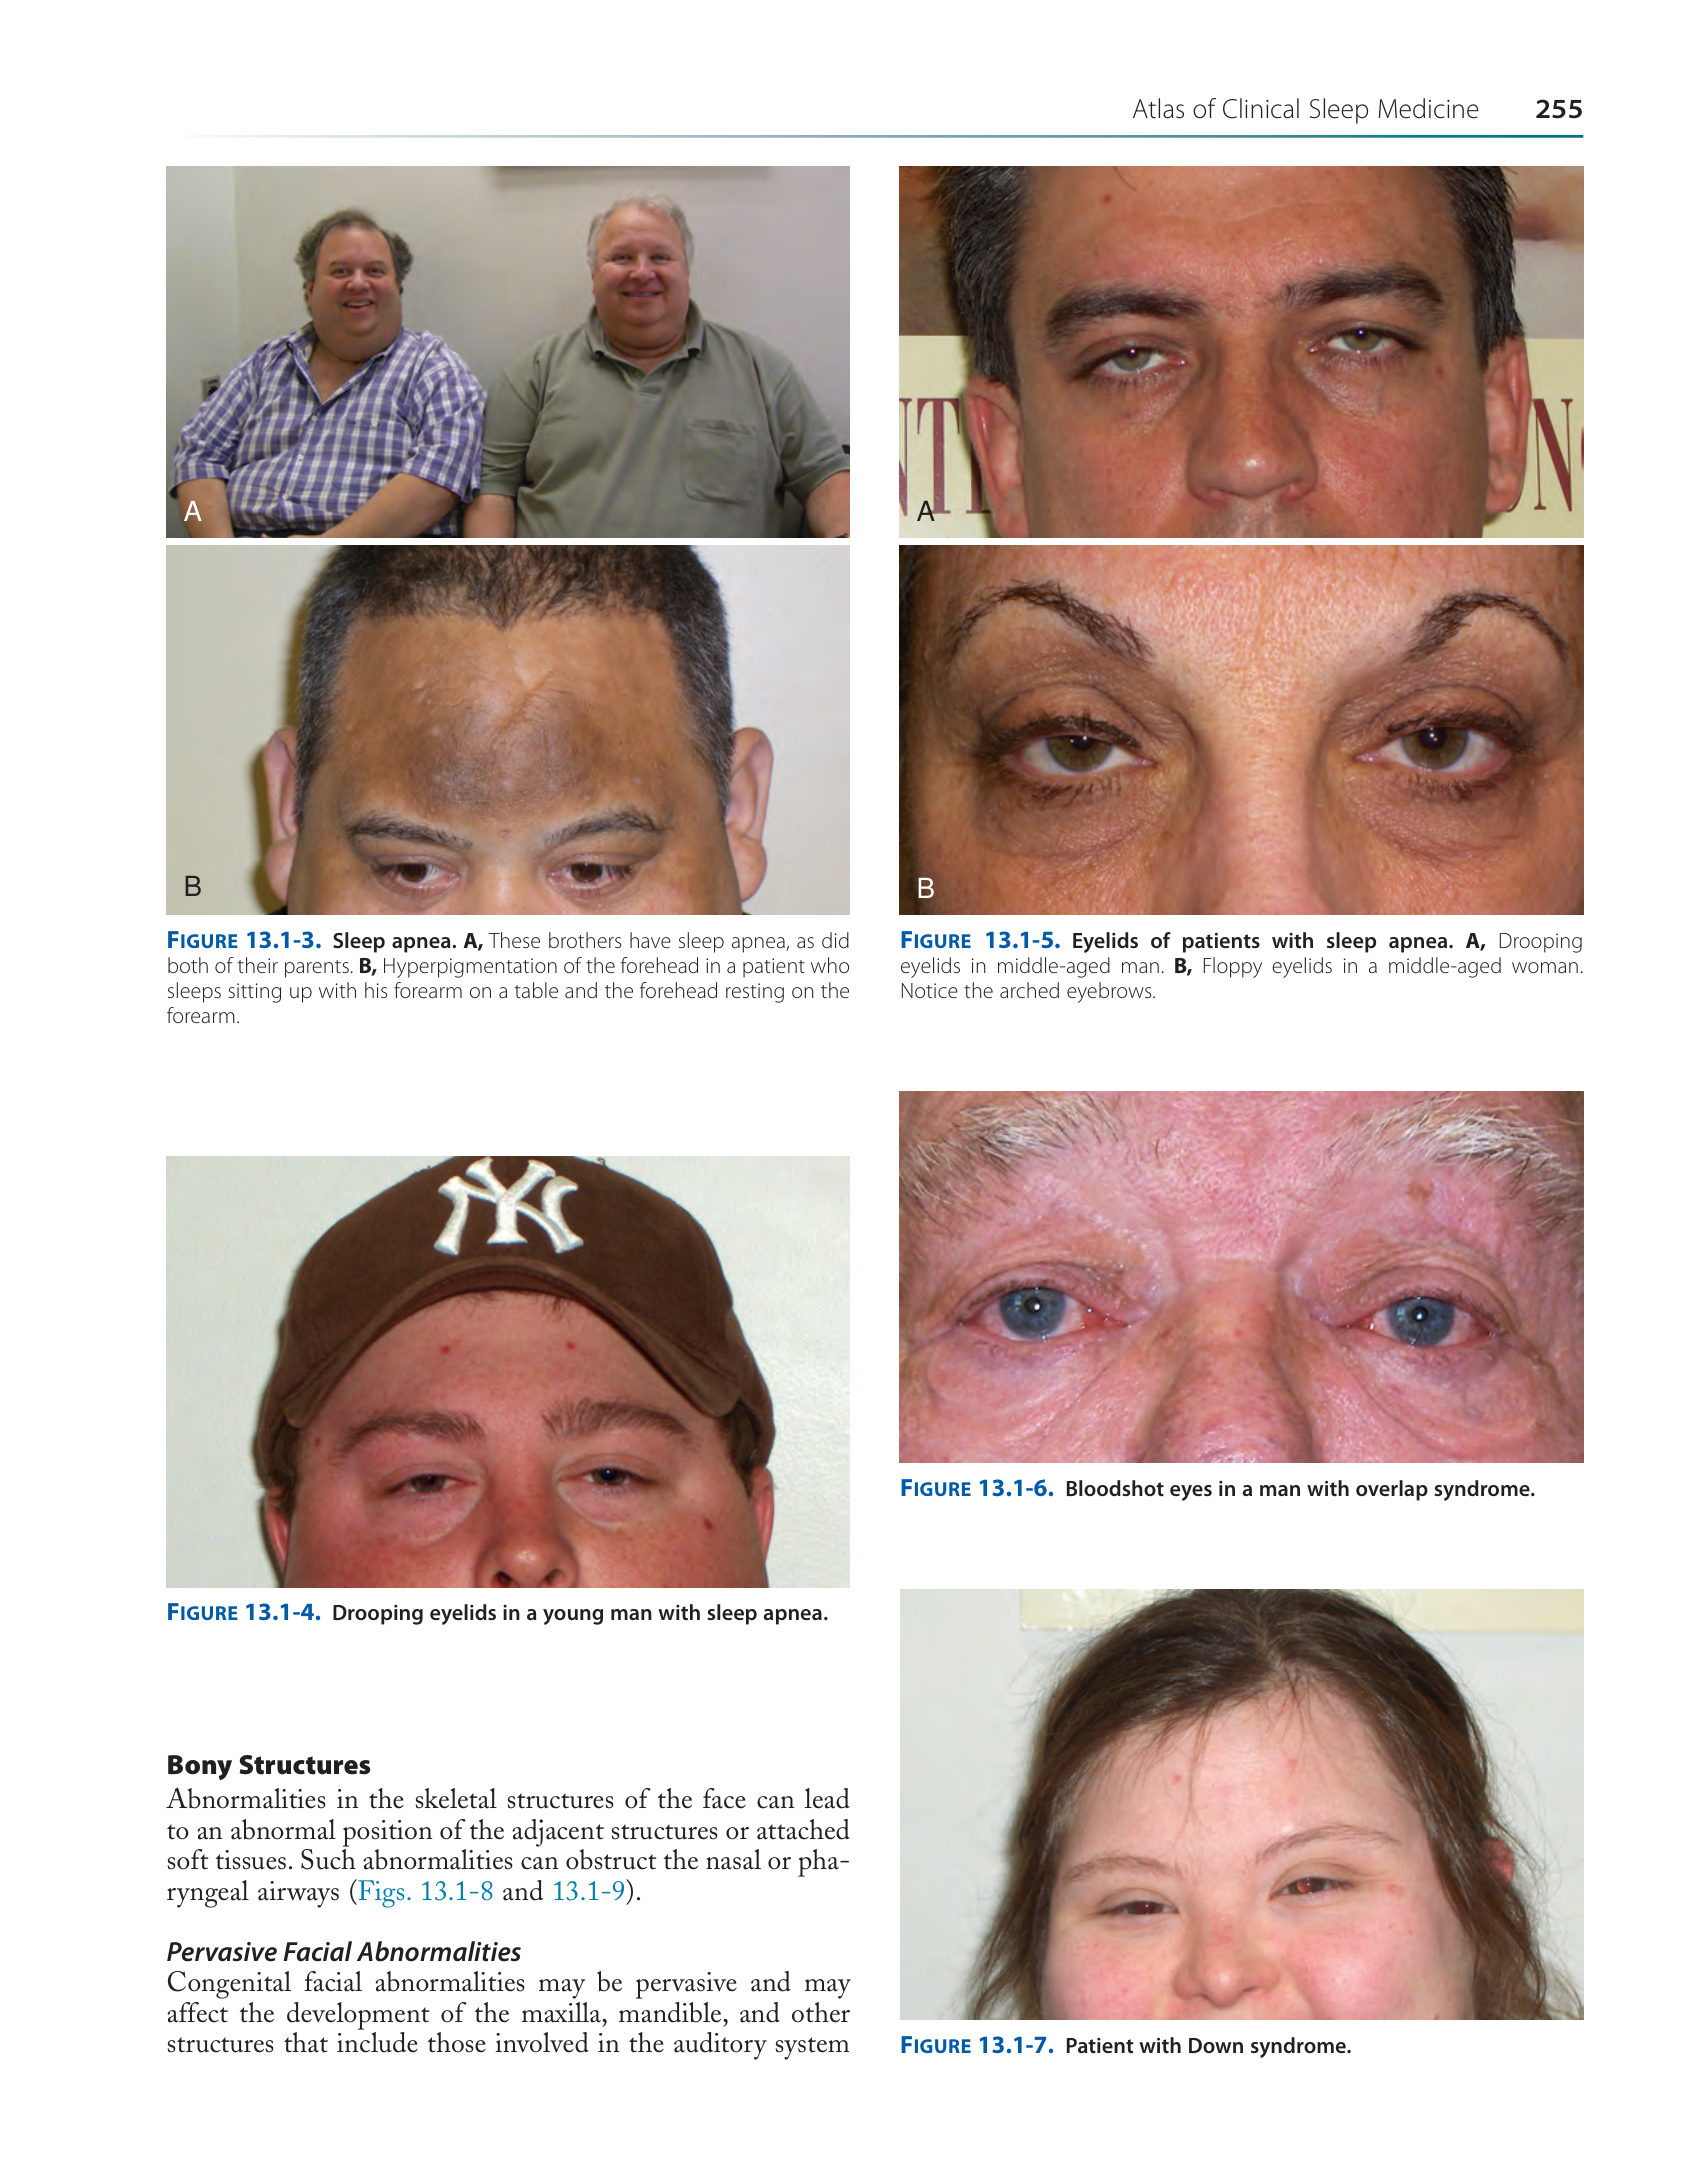 Atlas of Clinical Sleep Medicine 255
A
B
FIGURE 13.1-3. Sleep apnea. A, These brothers have sleep apnea, as did
both of their parents. B, Hyperpigmentation of the forehead in a patient who
sleeps sitting up with his forearm on a table and the forehead resting on the
forearm.
NY
FIGURE 13.1-4. Drooping eyelids in a young man with sleep apnea.
Bony Structures
Abnormalities in the skeletal structures of the face can lead
to an abnormal position of the adjacent structures or attached
soft tissues. Such abnormalities can obstruct the nasal or pha-
ryngeal airways (Figs. 13.1-8 and 13.1-9).
Pervasive Facial Abnormalities
Congenital facial abnormalities may be pervasive and may
affect the development of the maxilla, mandible, and other
structures that include those involved in the auditory system
A
B
FIGURE 13.1-5. Eyelids of patients with sleep apnea. A, Drooping
eyelids in middle-aged man. B, Floppy eyelids in a middle-aged woman.
Notice the arched eyebrows.
FIGURE 13.1-6. Bloodshot eyes in a man with overlap syndrome.
FIGURE 13.1-7. Patient with Down syndrome.